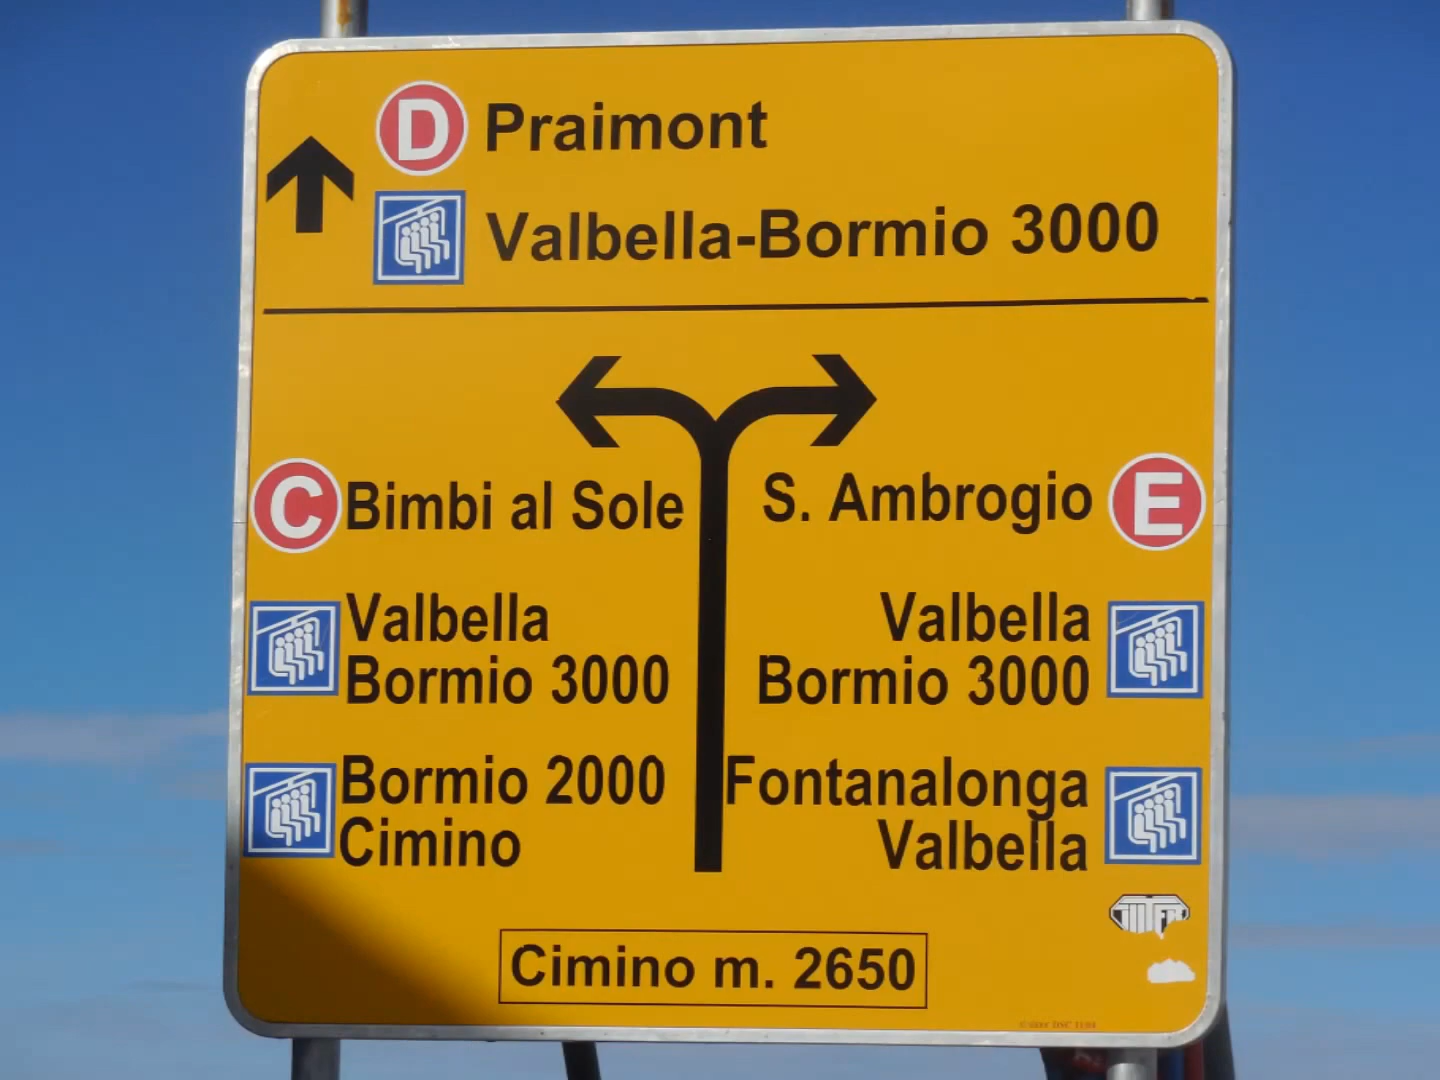 D Praimont
Valbella-Bormio 3000
C Bimbi al Sole
Valbella
Bormio 3000
Bormio 2000
Cimino
S. Ambrogio E
Valbella
Bormio 3000
Fontanalonga
Valbella
Cimino m. 2650